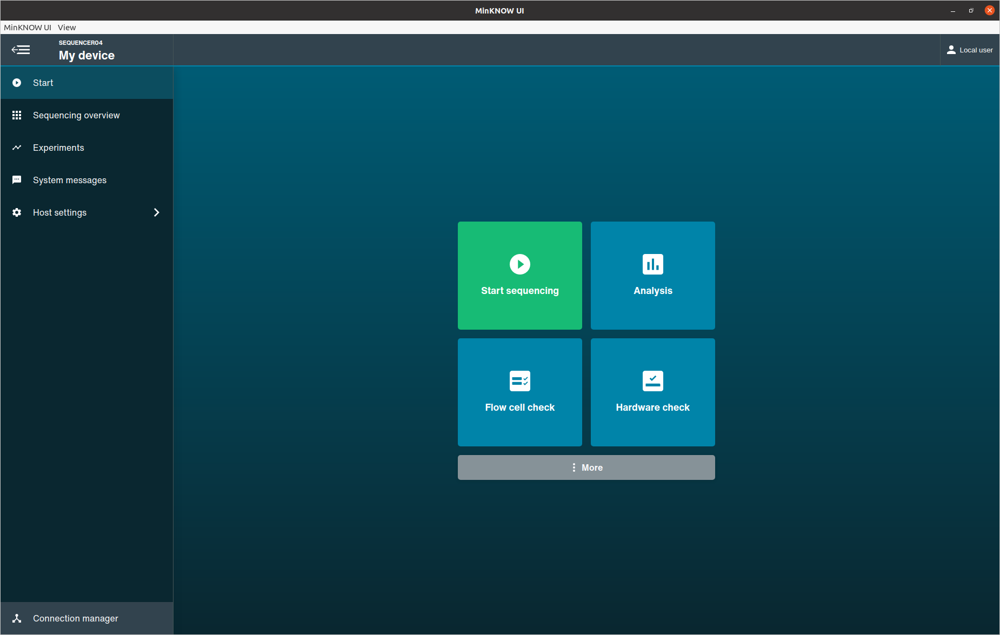 MinKNOW UI
MinKNOW UI View
SEQUENCER04
My device
Local user
Start
Sequencing overview
Experiments
System messages
Host settings
Start sequencing
Analysis
Flow cell check
Hardware check
More
Connection manager